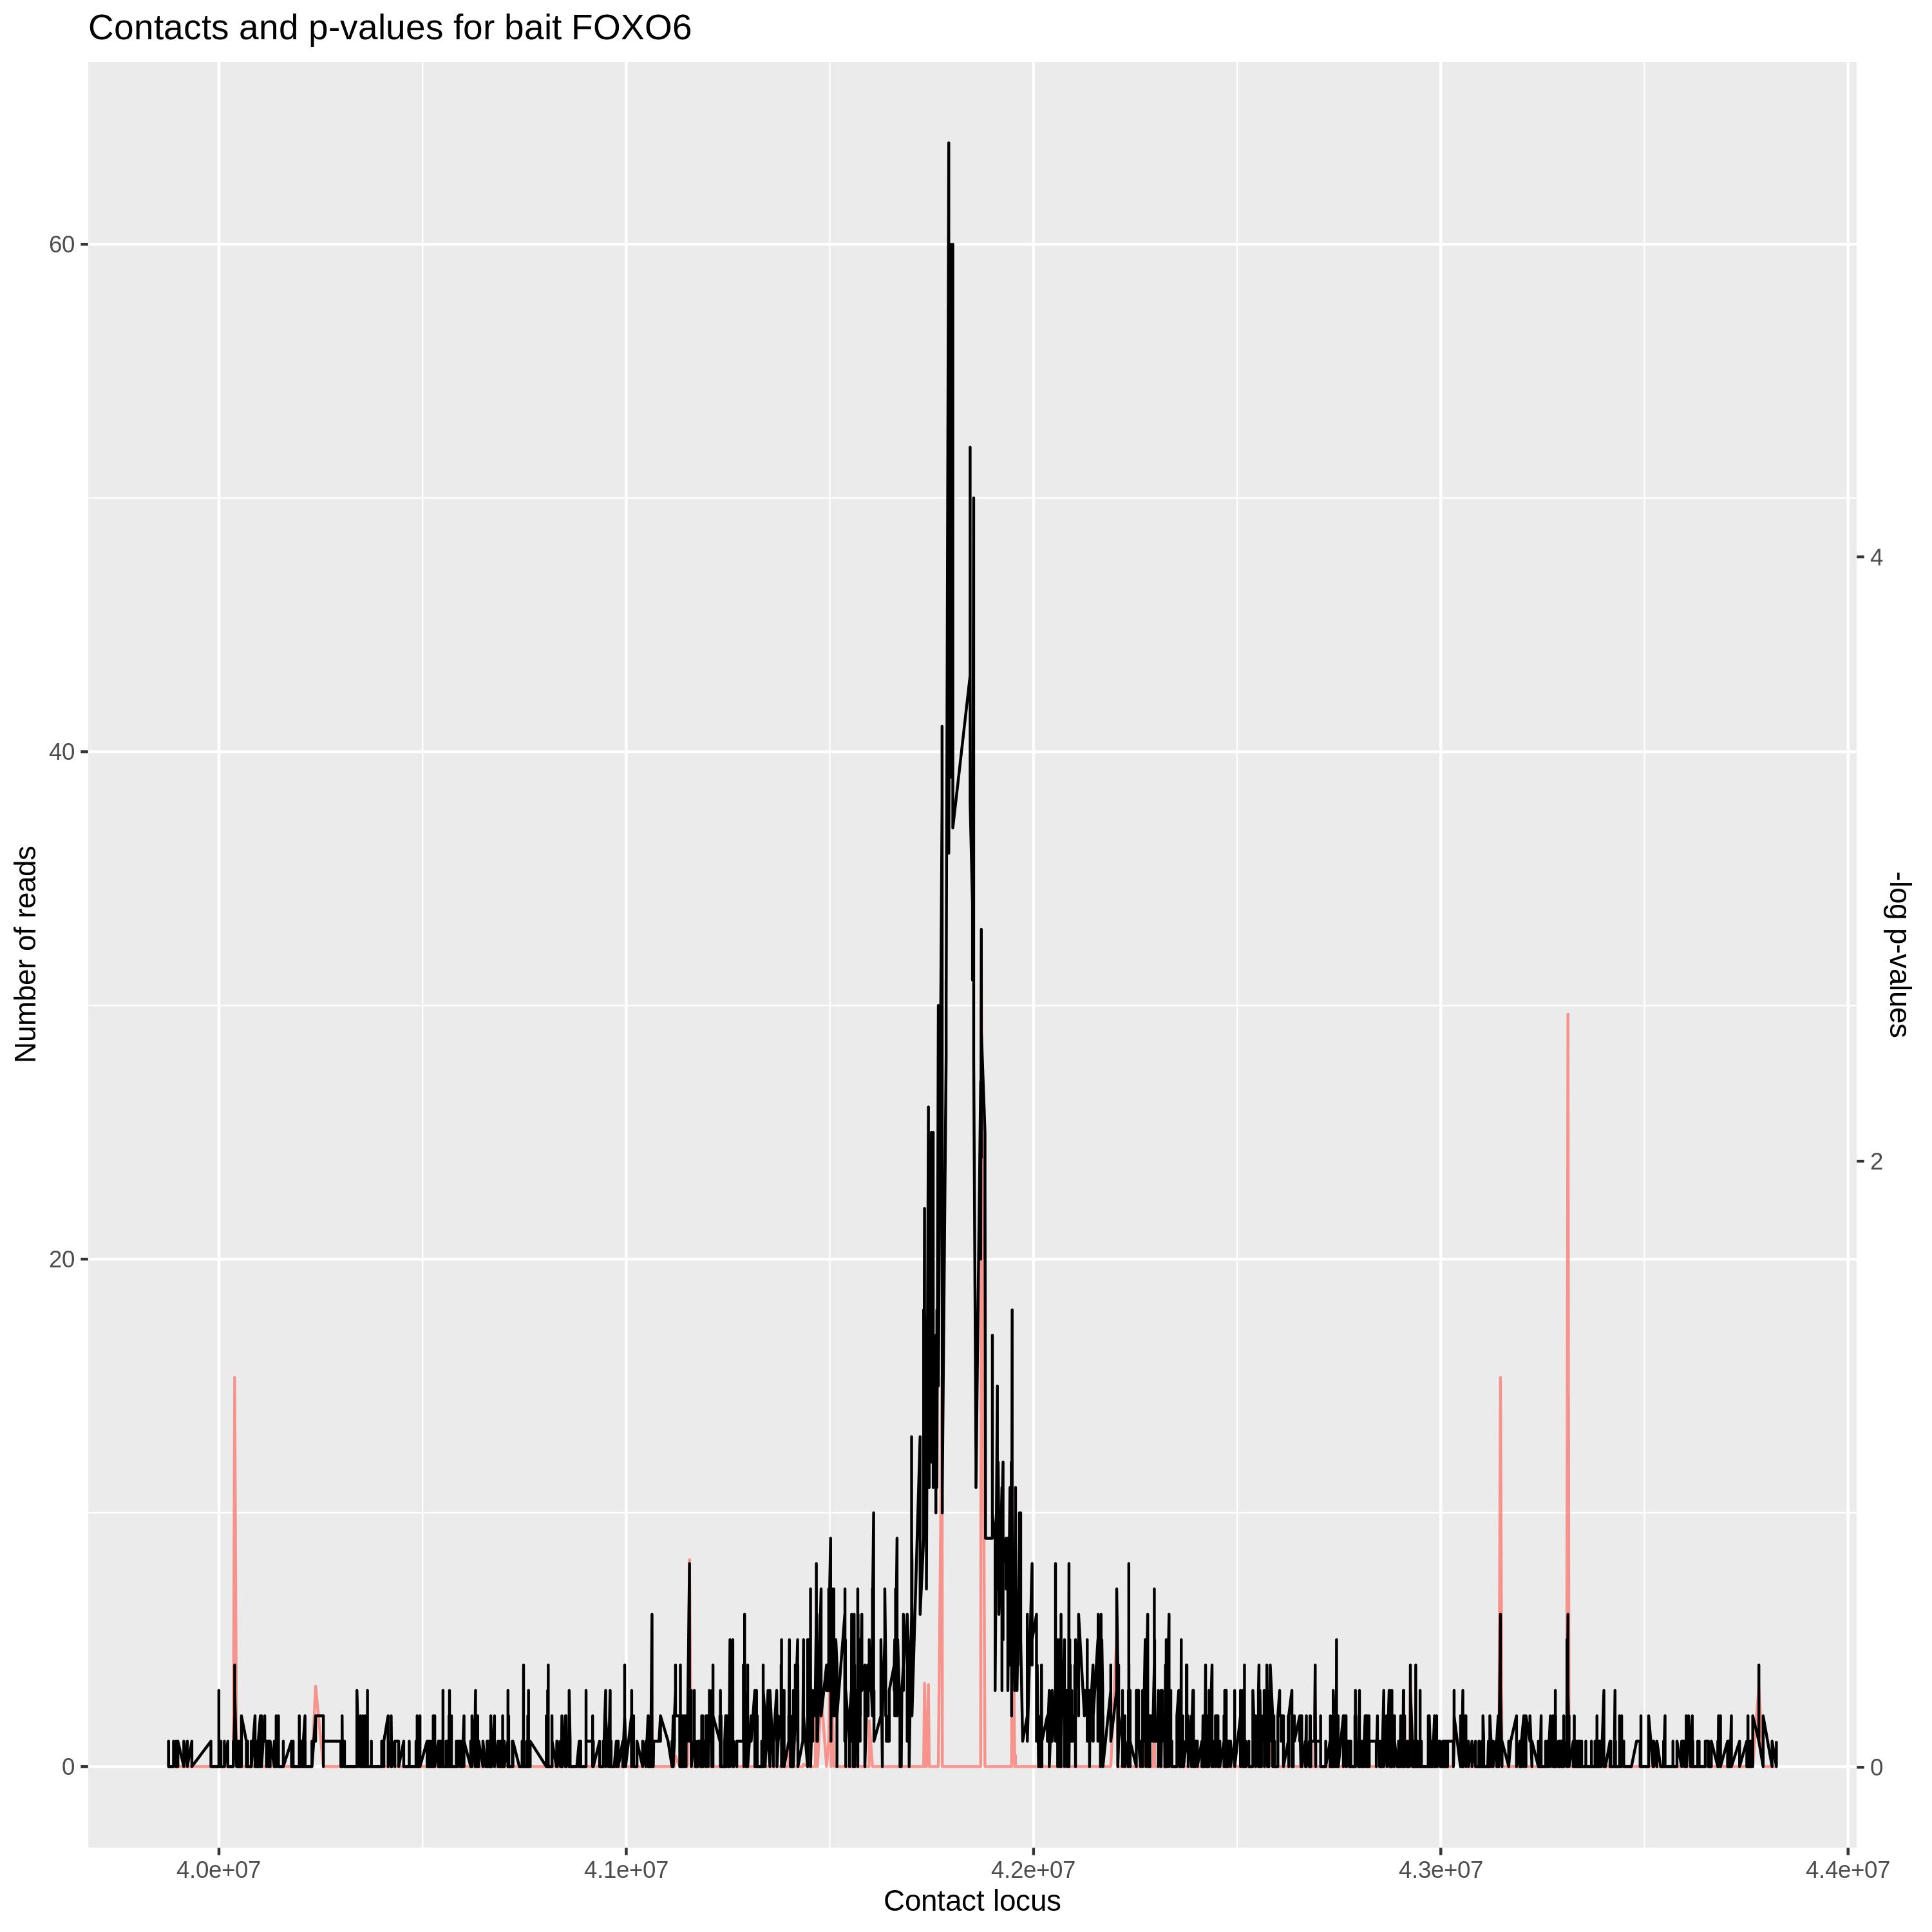 Contacts and p-values for bait FOXO6
60
40
20
0
Number of reads
4
2
0
-log p-values
4.0e+07
4.1e+07
4.2e+07
4.3e+07
4.4e+07
Contact locus